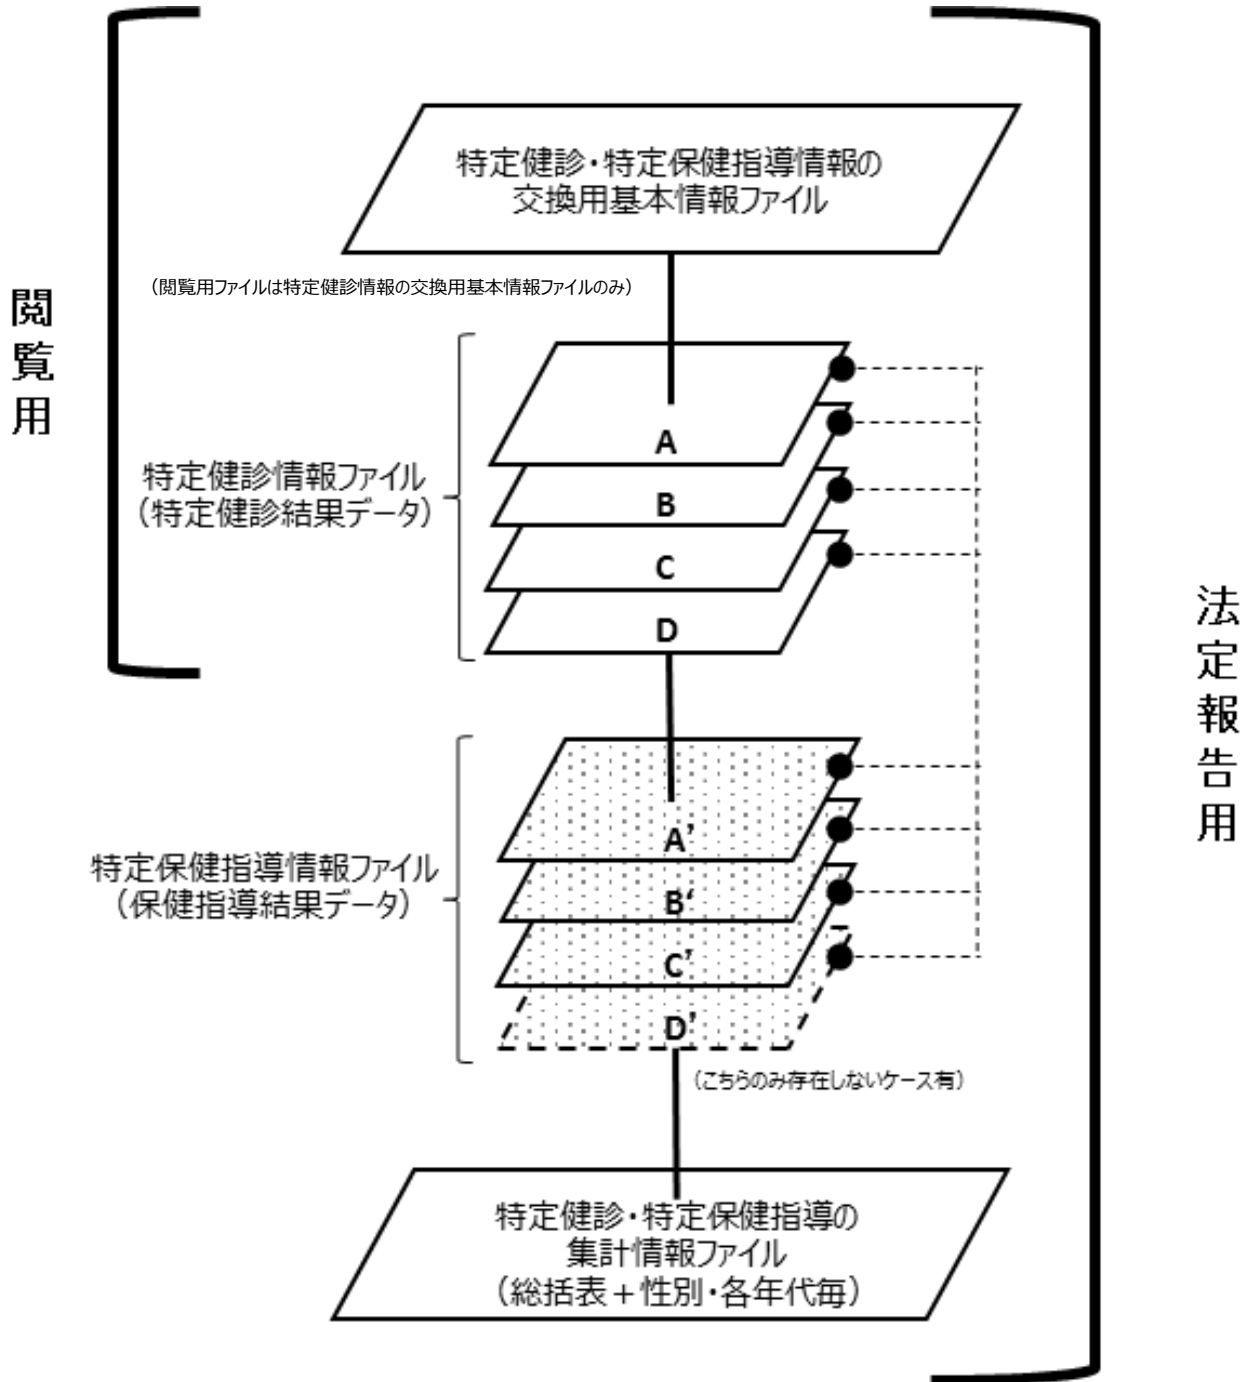 特定健診・特定保健指導情報の
交換用基本情報ファイル
（閲覧用ファイルは特定健診情報の交換用基本情報ファイルのみ）
閲覧用
A
B
C
D
特定健診情報ファイル
（特定健診結果データ）
法定報告用
A’
B‘
C’
D’
特定保健指導情報ファイル
（保健指導結果データ）
（こちらのみ存在しないケース有）
特定健診・特定保健指導の
集計情報ファイル
（総括表＋性別・各年代毎）